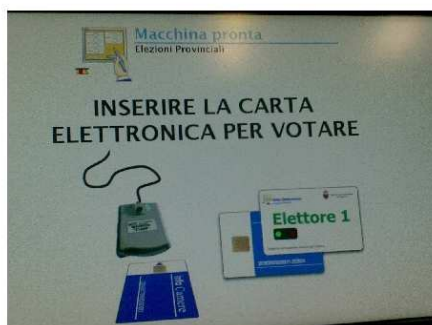 Macchina pronta
Elezioni Provinciali
INSERIRE LA CARTA
ELETTRONICA PER VOTARE
Elettore 1